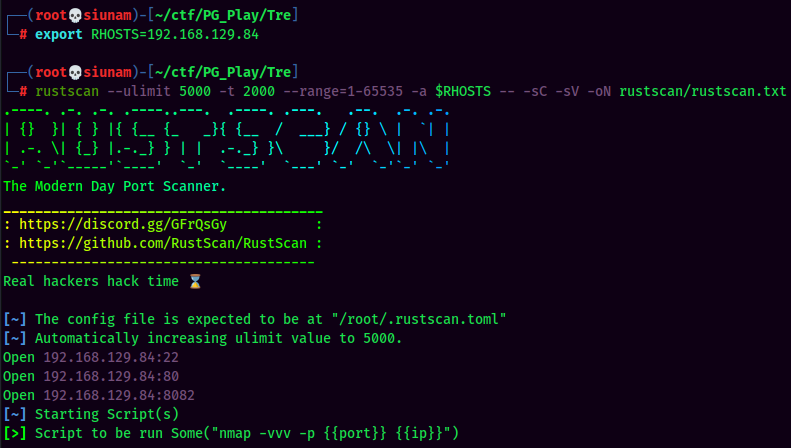 ┌──(root💀siunam)-[~/ctf/PG_Play/Tre]
└─# export RHOSTS=192.168.129.84
┌──(root💀siunam)-[~/ctf/PG_Play/Tre]
└─# rustscan --ulimit 5000 -t 2000 --range=1-65535 -a $RHOSTS -- -sC -sV -oN rustscan/rustscan.txt
.----. .-. .-. .----..---.  .----. .---.   .--.  .-. .-.
| {}  }| { } |{ {__ {_   _}{ {__  /  ___} / {} \ |  `| |
| .-. \| {_} |.-._} } | |  .-._} }\     }/  /\  \| |\  |
`-' `-'`-----'`----'  `-'  `----'  `---' `-'  `-'`-' `-'
The Modern Day Port Scanner.
________________________________________
: https://discord.gg/GFrQsGy           :
: https://github.com/RustScan/RustScan :
 --------------------------------------
Real hackers hack time ⌛
[~] The config file is expected to be at "/root/.rustscan.toml"
[~] Automatically increasing ulimit value to 5000.
Open 192.168.129.84:22
Open 192.168.129.84:80
Open 192.168.129.84:8082
[~] Starting Script(s)
[>] Script to be run Some("nmap -vvv -p {{port}} {{ip}}")